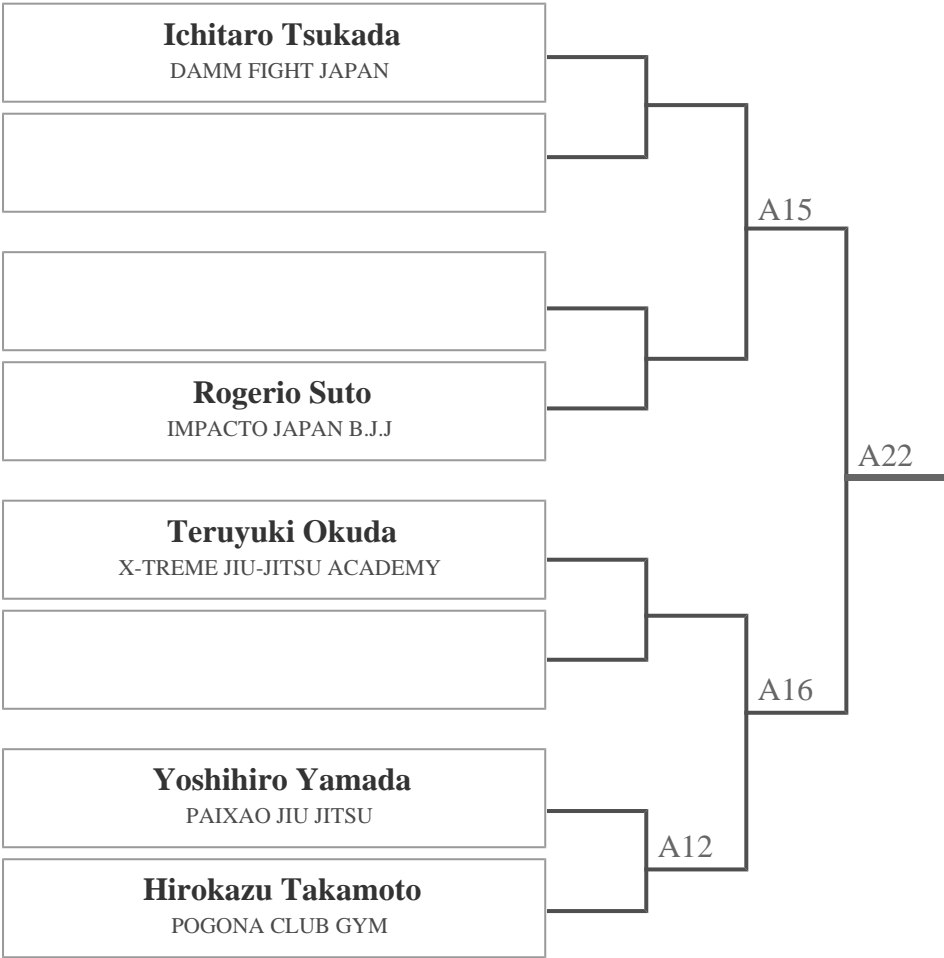 Ichitaro Tsukada
DAMM FIGHT JAPAN
A15
Rogerio Suto
IMPACTO JAPAN B.J.J
A22
Teruyuki Okuda
X-TREME JIU-JITSU ACADEMY
A16
Yoshihiro Yamada
PAIXAO JIU JITSU
A12
Hirokazu Takamoto
POGONA CLUB GYM